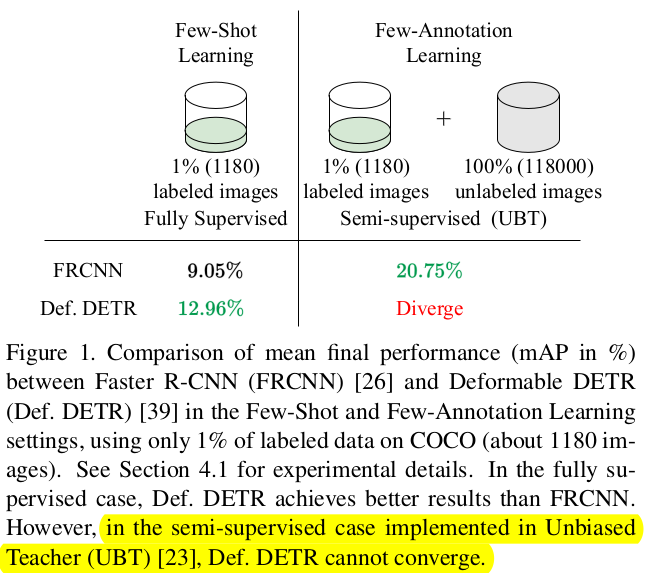 Few-Shot
Learning
Few-Annotation
Learning
+
1% (1180)
labeled images
Fully Supervised
1% (1180)
labeled images
100% (118000)
unlabeled images
Semi-supervised (UBT)
FRCNN
9.05%
20.75%
Def. DETR
12.96%
Diverge
Figure 1. Comparison of mean final performance (mAP in %)
between Faster R-CNN (FRCNN) [26] and Deformable DETR
(Def. DETR) [39] in the Few-Shot and Few-Annotation Learning
settings, using only 1% of labeled data on COCO (about 1180 im-
ages). See Section 4.1 for experimental details. In the fully su-
pervised case, Def. DETR achieves better results than FRCNN.
However, in the semi-supervised case implemented in Unbiased
Teacher (UBT) [23], Def. DETR cannot converge.